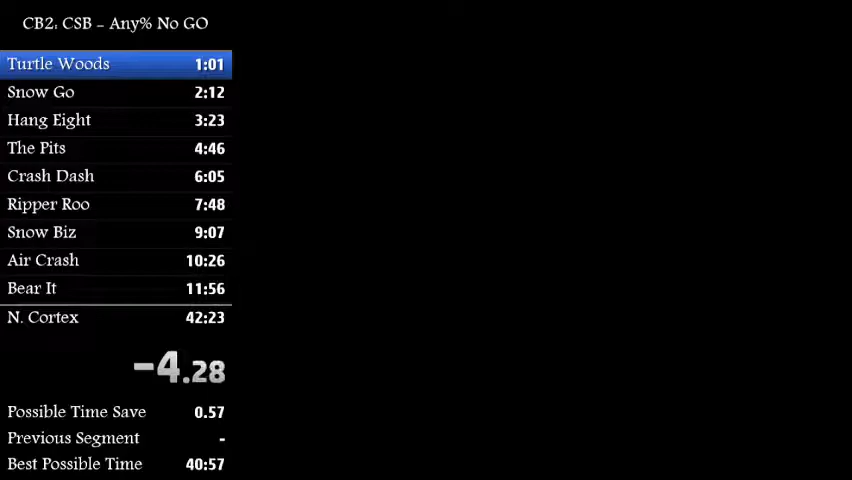 CB2: CSB - Any% No GO
Turtle Woods 1:01
Snow Go 2:12
Hang Eight 3:23
The Pits 4:46
Crash Dash 6:05
Ripper Roo 7:48
Snow Biz 9:07
Air Crash 10:26
Bear It 11:56
N. Cortex 42:23
-4.28
Possible Time Save 0.57
Previous Segment -
Best Possible Time 40:57